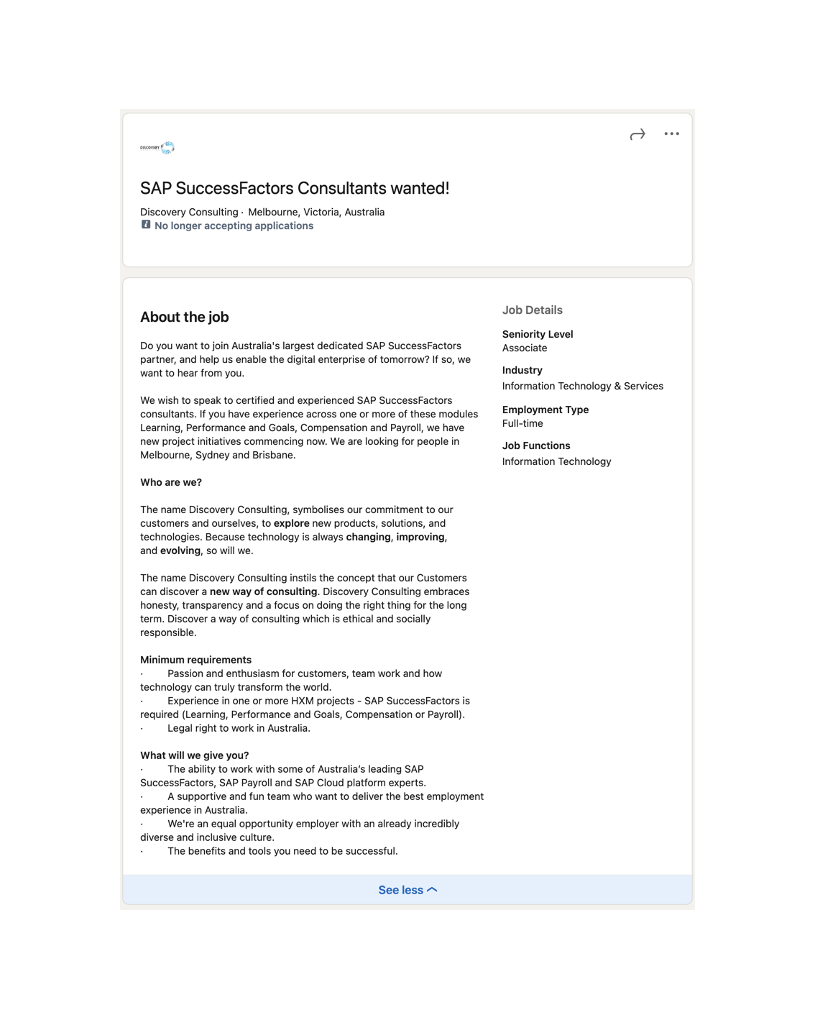 DISCOVERY
SAP SuccessFactors Consultants wanted!
Discovery Consulting · Melbourne, Victoria, Australia
No longer accepting applications
About the job
Do you want to join Australia's largest dedicated SAP SuccessFactors
partner, and help us enable the digital enterprise of tomorrow? If so, we
want to hear from you.
We wish to speak to certified and experienced SAP SuccessFactors
consultants. If you have experience across one or more of these modules
Learning, Performance and Goals, Compensation and Payroll, we have
new project initiatives commencing now. We are looking for people in
Melbourne, Sydney and Brisbane.
Who are we?
The name Discovery Consulting, symbolises our commitment to our
customers and ourselves, to explore new products, solutions, and
technologies. Because technology is always changing, improving,
and evolving, so will we.
The name Discovery Consulting instils the concept that our Customers
can discover a new way of consulting. Discovery Consulting embraces
honesty, transparency and a focus on doing the right thing for the long
term. Discover a way of consulting which is ethical and socially
responsible.
Minimum requirements
· Passion and enthusiasm for customers, team work and how
technology can truly transform the world.
· Experience in one or more HXM projects - SAP SuccessFactors is
required (Learning, Performance and Goals, Compensation or Payroll).
· Legal right to work in Australia.
What will we give you?
· The ability to work with some of Australia's leading SAP
SuccessFactors, SAP Payroll and SAP Cloud platform experts.
· A supportive and fun team who want to deliver the best employment
experience in Australia.
· We're an equal opportunity employer with an already incredibly
diverse and inclusive culture.
· The benefits and tools you need to be successful.
Job Details
Seniority Level
Associate
Industry
Information Technology & Services
Employment Type
Full-time
Job Functions
Information Technology
See less